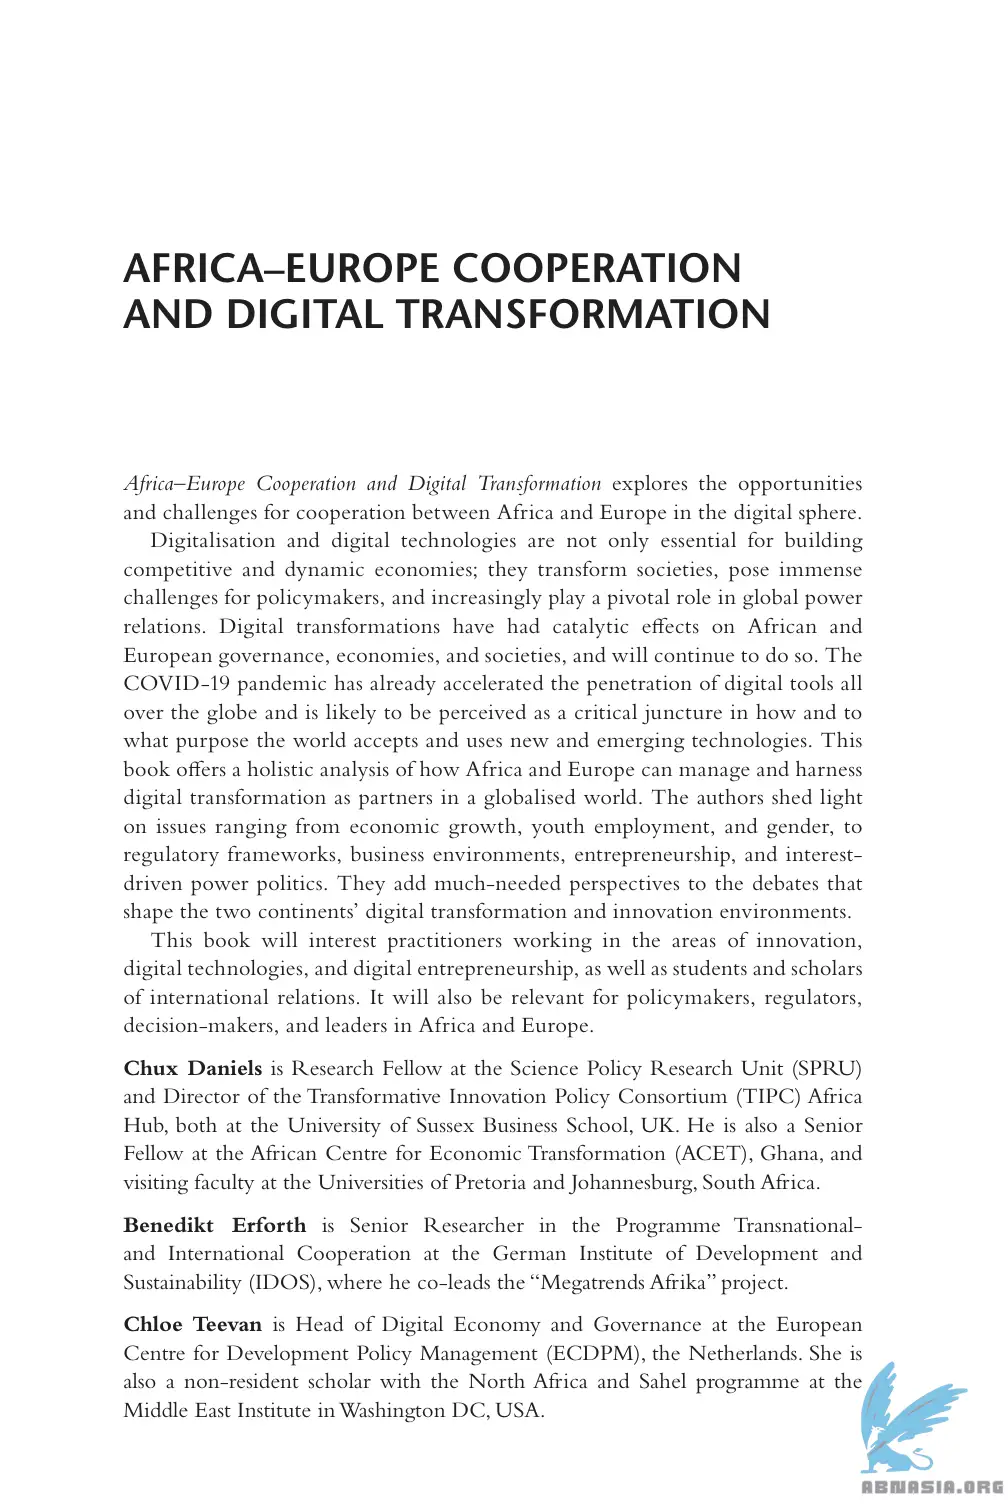 AFRICA–EUROPE COOPERATION
AND DIGITAL TRANSFORMATION
Africa–Europe Cooperation and Digital Transformation explores the opportunities
and challenges for cooperation between Africa and Europe in the digital sphere.
Digitalisation and digital technologies are not only essential for building
competitive and dynamic economies; they transform societies, pose immense
challenges for policymakers, and increasingly play a pivotal role in global power
relations. Digital transformations have had catalytic effects on African and
European governance, economies, and societies, and will continue to do so. The
COVID-19 pandemic has already accelerated the penetration of digital tools all
over the globe and is likely to be perceived as a critical juncture in how and to
what purpose the world accepts and uses new and emerging technologies. This
book offers a holistic analysis of how Africa and Europe can manage and harness
digital transformation as partners in a globalised world. The authors shed light
on issues ranging from economic growth, youth employment, and gender, to
regulatory frameworks, business environments, entrepreneurship, and interest-
driven power politics. They add much-needed perspectives to the debates that
shape the two continents’ digital transformation and innovation environments.
This book will interest practitioners working in the areas of innovation,
digital technologies, and digital entrepreneurship, as well as students and scholars
of international relations. It will also be relevant for policymakers, regulators,
decision-makers, and leaders in Africa and Europe.
Chux Daniels is Research Fellow at the Science Policy Research Unit (SPRU)
and Director of the Transformative Innovation Policy Consortium (TIPC) Africa
Hub, both at the University of Sussex Business School, UK. He is also a Senior
Fellow at the African Centre for Economic Transformation (ACET), Ghana, and
visiting faculty at the Universities of Pretoria and Johannesburg, South Africa.
Benedikt Erforth is Senior Researcher in the Programme Transnational-
and International Cooperation at the German Institute of Development and
Sustainability (IDOS), where he co-leads the “Megatrends Afrika” project.
Chloe Teevan is Head of Digital Economy and Governance at the European
Centre for Development Policy Management (ECDPM), the Netherlands. She is
also a non-resident scholar with the North Africa and Sahel programme at the
Middle East Institute in Washington DC, USA.
ABNASIA.ORG